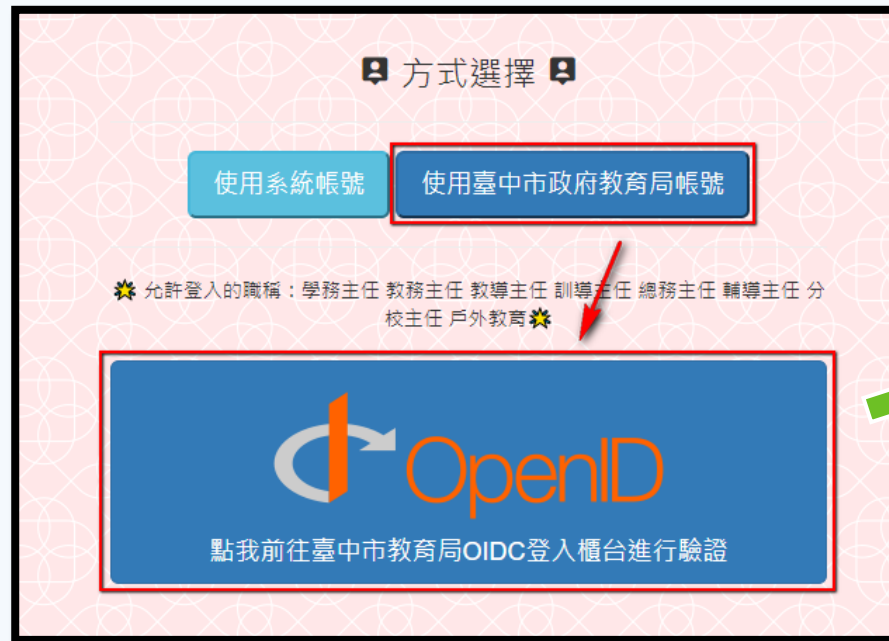 方式選擇
使用系統帳號
使用臺中市政府教育局帳號
允許登入的職稱：學務主任 教務主任 教導主任 訓導主任 總務主任 輔導主任 分
校主任 戶外教育
OpenID
點我前往臺中市教育局OIDC登入櫃台進行驗證